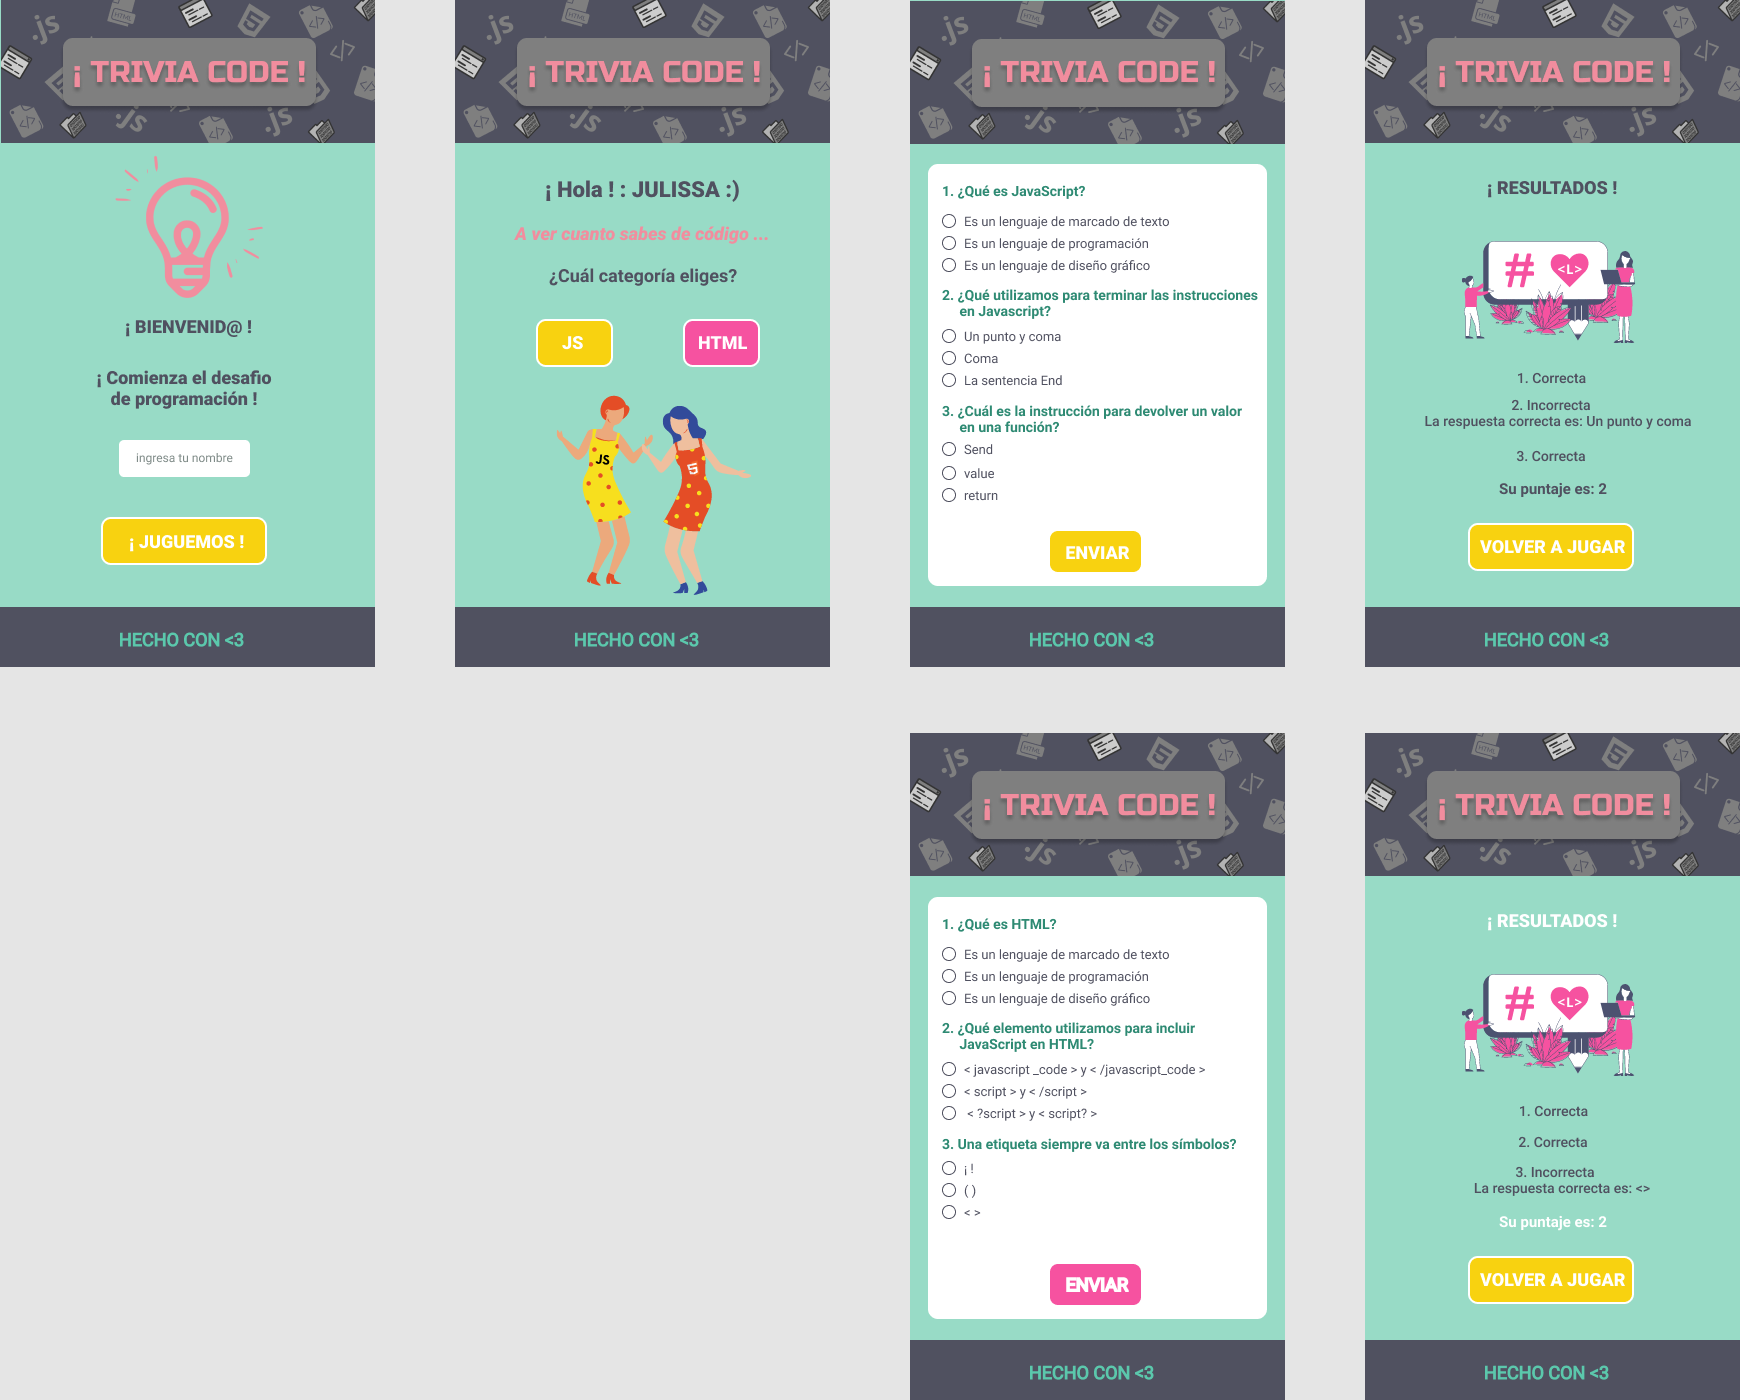 ¡ TRIVIA CODE !
¡ BIENVENID@ !
¡ Comienza el desafio
de programación !
ingresa tu nombre
¡ JUGUEMOS !
HECHO CON <3
¡ TRIVIA CODE !
¡ Hola ! : JULISSA :)
A ver cuanto sabes de código ...
¿Cuál categoría eliges?
JS
HTML
JS
HECHO CON <3
¡ TRIVIA CODE !
1. ¿Qué es JavaScript?
Es un lenguaje de marcado de texto
Es un lenguaje de programación
Es un lenguaje de diseño gráfico
2. ¿Qué utilizamos para terminar las instrucciones
en Javascript?
Un punto y coma
Coma
La sentencia End
3. ¿Cuál es la instrucción para devolver un valor
en una función?
Send
value
return
ENVIAR
HECHO CON <3
¡ TRIVIA CODE !
¡ RESULTADOS !
# <L>
1. Correcta
2. Incorrecta
La respuesta correcta es: Un punto y coma
3. Correcta
Su puntaje es: 2
VOLVER A JUGAR
HECHO CON <3
¡ TRIVIA CODE !
1. ¿Qué es HTML?
Es un lenguaje de marcado de texto
Es un lenguaje de programación
Es un lenguaje de diseño gráfico
2. ¿Qué elemento utilizamos para incluir
JavaScript en HTML?
< javascript _code > y < /javascript_code >
< script > y < /script >
< ?script > y < script? >
3. Una etiqueta siempre va entre los símbolos?
¡ !
( )
< >
ENVIAR
HECHO CON <3
¡ TRIVIA CODE !
¡ RESULTADOS !
# <L>
1. Correcta
2. Correcta
3. Incorrecta
La respuesta correcta es: <>
Su puntaje es: 2
VOLVER A JUGAR
HECHO CON <3